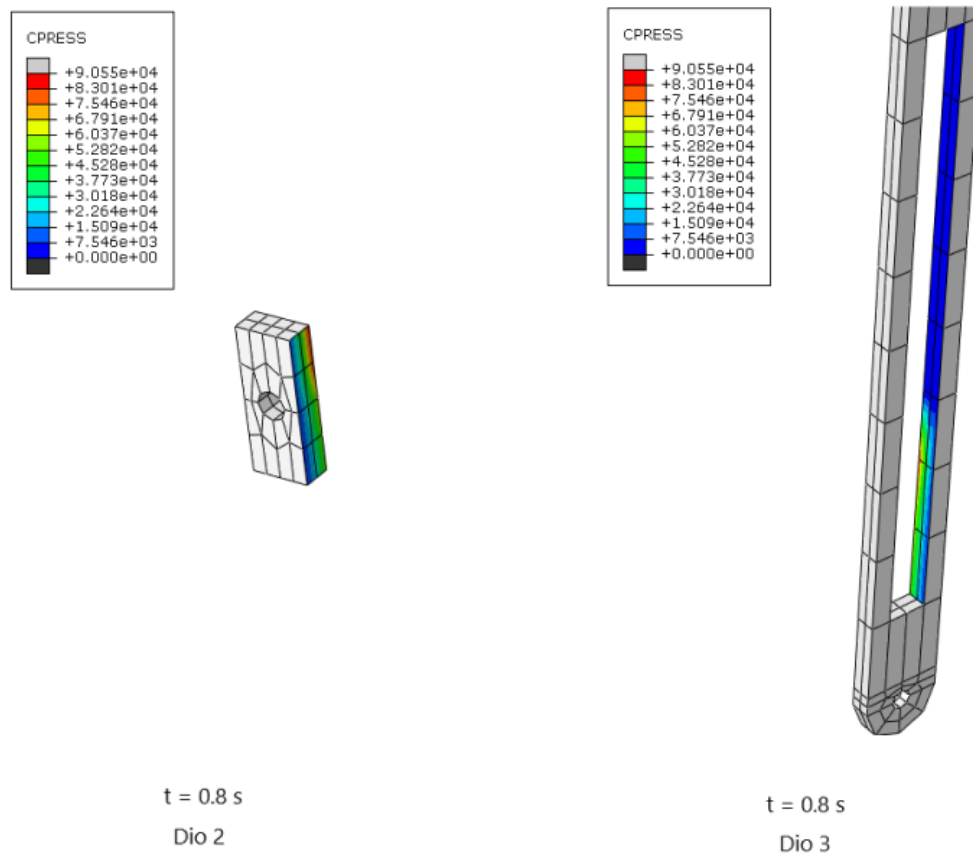 CPRESS
+9.055e+04
+8.301e+04
+7.546e+04
+6.791e+04
+6.037e+04
+5.282e+04
+4.528e+04
+3.773e+04
+3.018e+04
+2.264e+04
+1.509e+04
+7.546e+03
+0.000e+00
CPRESS
+9.055e+04
+8.301e+04
+7.546e+04
+6.791e+04
+6.037e+04
+5.282e+04
+4.528e+04
+3.773e+04
+3.018e+04
+2.264e+04
+1.509e+04
+7.546e+03
+0.000e+00
t = 0.8 s
Dio 2
t = 0.8 s
Dio 3